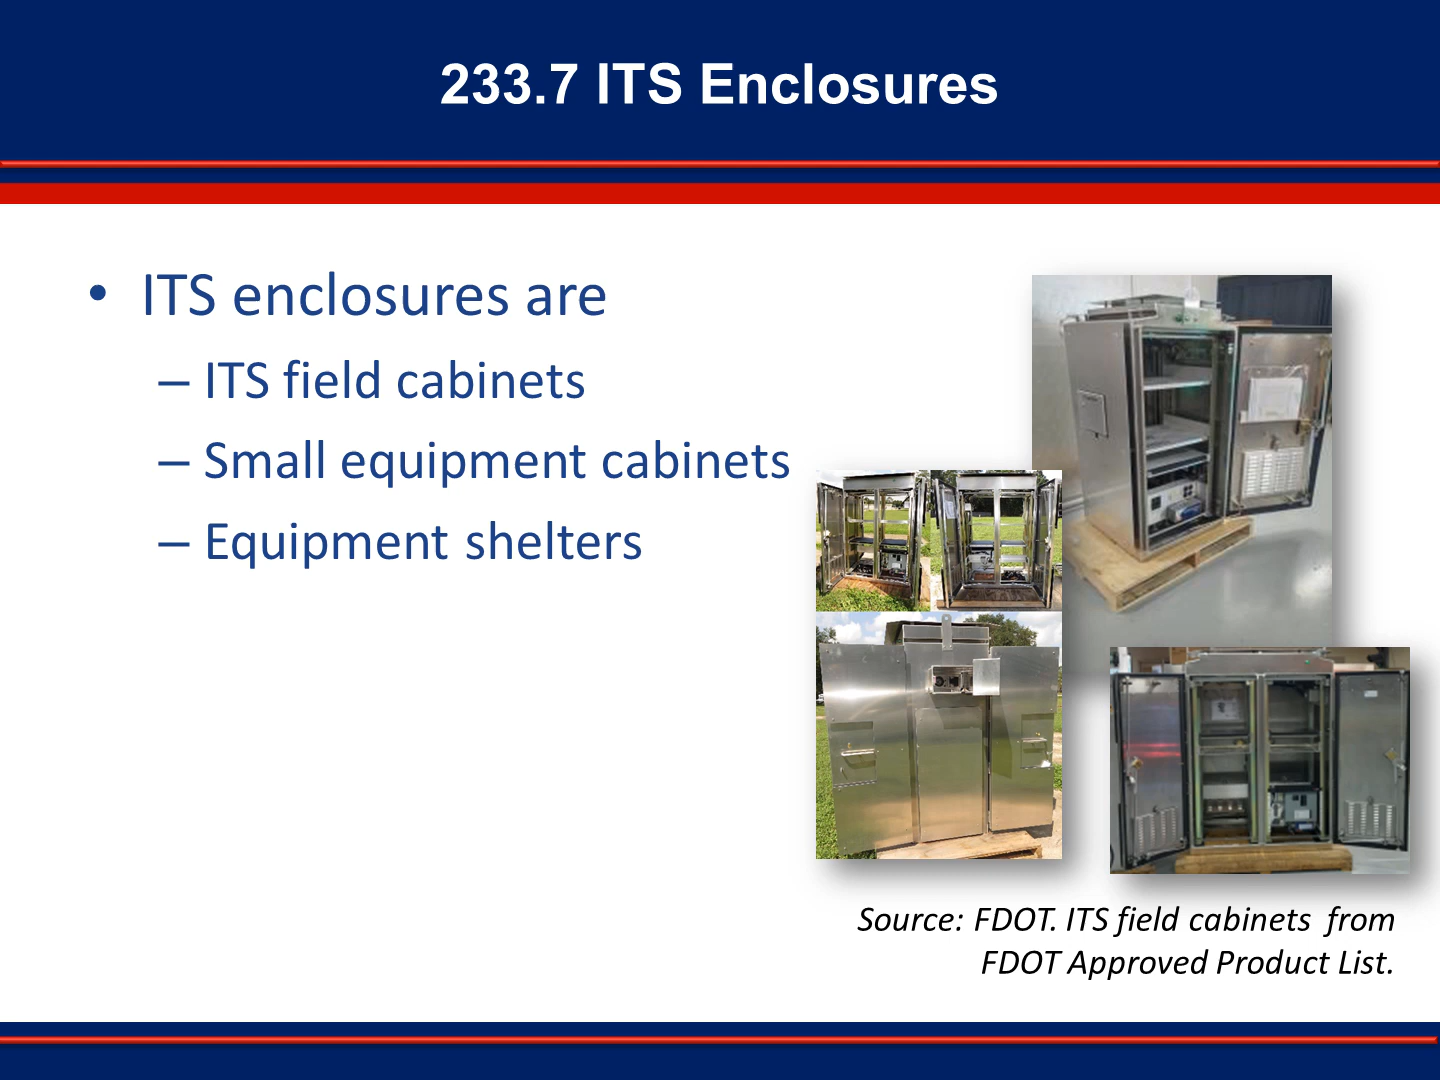 233.7 ITS Enclosures
• ITS enclosures are
– ITS field cabinets
– Small equipment cabinets
– Equipment shelters
Source: FDOT. ITS field cabinets from
FDOT Approved Product List.